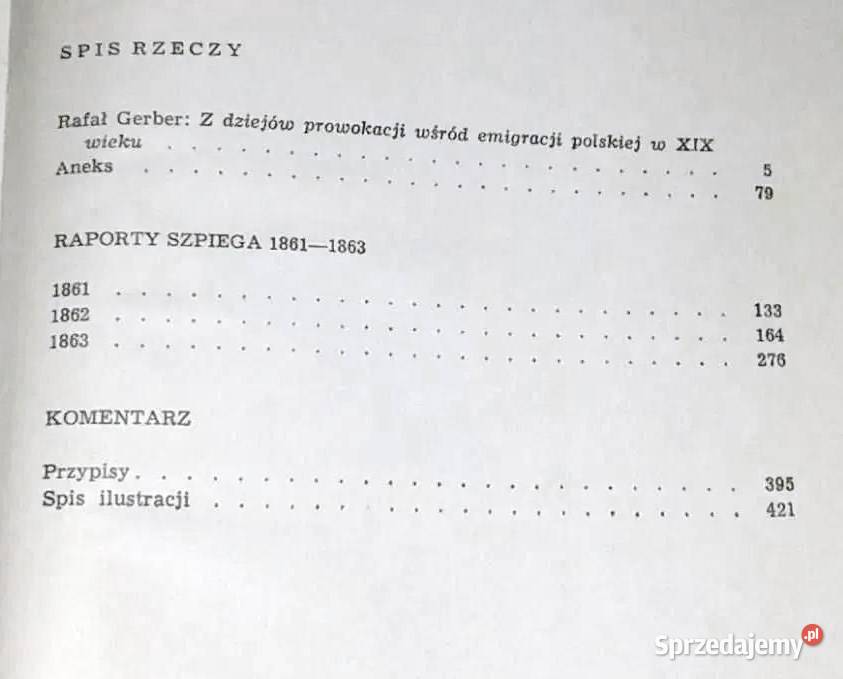 SPIS RZECZY
Rafał Gerber: Z dziejów prowokacji wśród emigracji polskiej w XIX
wieku . . . . . . . . . . . . . . . . . . . . . . 5
Aneks . . . . . . . . . . . . . . . . . . . . . . . 79
RAPORTY SZPIEGA 1861—1863
1861 . . . . . . . . . . . . . . . . . . . . . . . . 133
1862 . . . . . . . . . . . . . . . . . . . . . . . . 164
1863 . . . . . . . . . . . . . . . . . . . . . . . . 276
KOMENTARZ
Przypisy . . . . . . . . . . . . . . . . . . . . . . . . 395
Spis ilustracji . . . . . . . . . . . . . . . . . . . . . 421
Sprzedajemy.pl